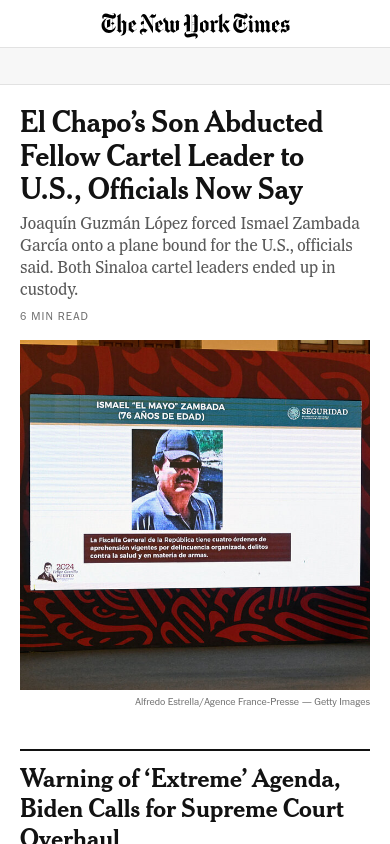 The New York Times
El Chapo’s Son Abducted
Fellow Cartel Leader to
U.S., Officials Now Say
Joaquín Guzmán López forced Ismael Zambada
García onto a plane bound for the U.S., officials
said. Both Sinaloa cartel leaders ended up in
custody.
6 MIN READ
ISMAEL “EL MAYO” ZAMBADA
(76 AÑOS DE EDAD)
SEGURIDAD
La Fiscalía General de la República tiene cuatro órdenes de
aprehensión vigentes por delincuencia organizada, delitos
contra la salud y en materia de armas.
2024
Alfredo Estrella/Agence France-Presse — Getty Images
Warning of ‘Extreme’ Agenda,
Biden Calls for Supreme Court
Overhaul